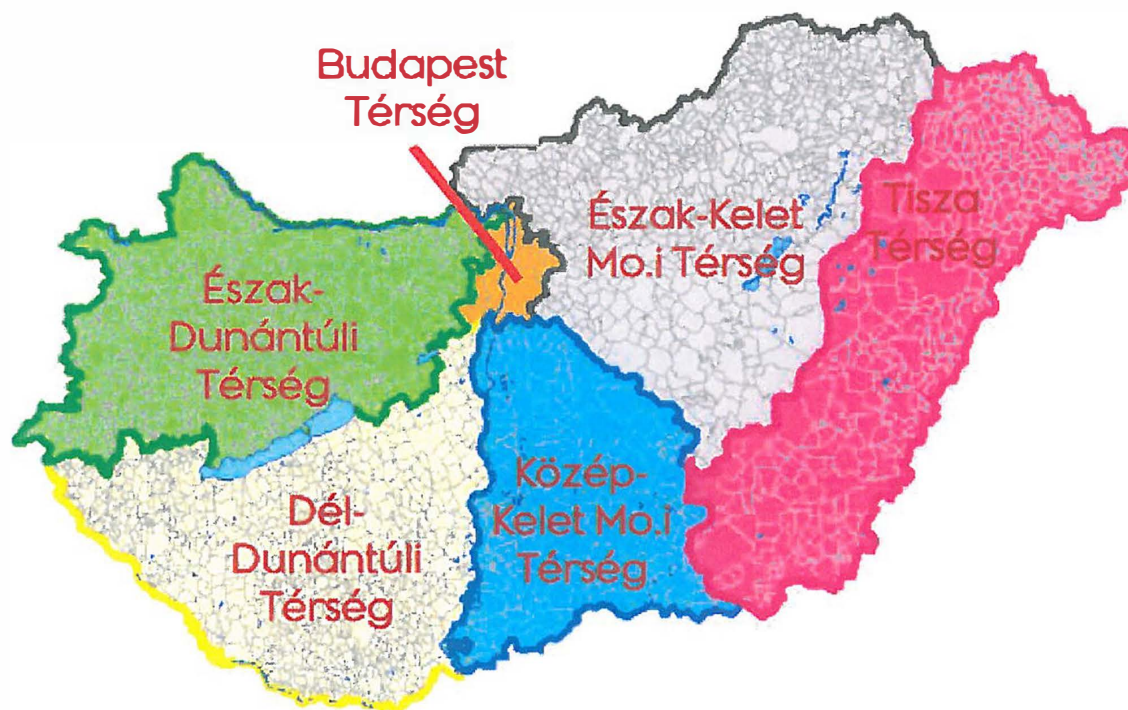 Budapest
Térség
Észak-Kelet
Mo.i Térség
Tisza
Térség
Észak-
Dunántúli
Térség
Közép-
Kelet Mo.i
Térség
Dél-
Dunántúli
Térség